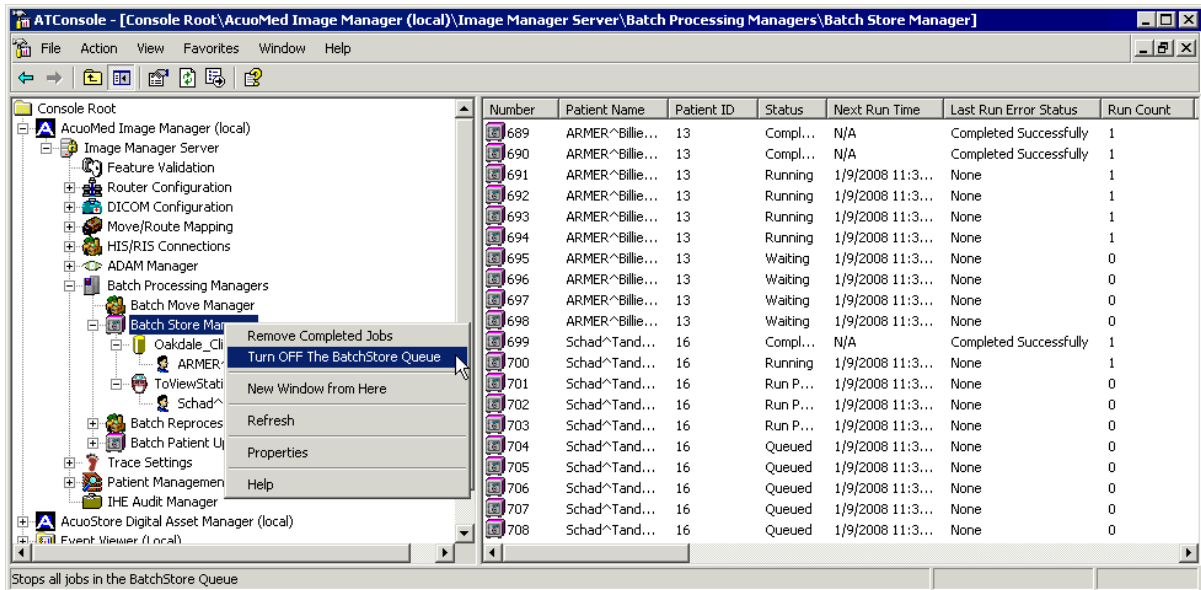 ATConsole - [Console Root\AcuoMed Image Manager (local)\Image Manager Server\Batch Processing Managers\Batch Store Manager]
File Action View Favorites Window Help
Console Root
AcuoMed Image Manager (local)
Image Manager Server
Feature Validation
Router Configuration
DICOM Configuration
Move/Route Mapping
HIS/RIS Connections
ADAM Manager
Batch Processing Managers
Batch Move Manager
Batch Store Mar
Oakdale_Cli
ARMER^
ToViewStati
Schad^
Batch Reproces
Batch Patient U
Trace Settings
Patient Managemen
IHE Audit Manager
AcuoStore Digital Asset Manager (local)
Event Viewer (Local)
Remove Completed Jobs
Turn OFF The BatchStore Queue
New Window from Here
Refresh
Properties
Help
Number Patient Name Patient ID Status Next Run Time Last Run Error Status Run Count
689 ARMER^Billie... 13 Compl... N/A Completed Successfully 1
690 ARMER^Billie... 13 Compl... N/A Completed Successfully 1
691 ARMER^Billie... 13 Running 1/9/2008 11:3... None 1
692 ARMER^Billie... 13 Running 1/9/2008 11:3... None 1
693 ARMER^Billie... 13 Running 1/9/2008 11:3... None 1
694 ARMER^Billie... 13 Running 1/9/2008 11:3... None 1
695 ARMER^Billie... 13 Waiting 1/9/2008 11:3... None 0
696 ARMER^Billie... 13 Waiting 1/9/2008 11:3... None 0
697 ARMER^Billie... 13 Waiting 1/9/2008 11:3... None 0
698 ARMER^Billie... 13 Waiting 1/9/2008 11:3... None 0
699 Schad^Tand... 16 Compl... N/A Completed Successfully 1
700 Schad^Tand... 16 Running 1/9/2008 11:3... None 1
701 Schad^Tand... 16 Run P... 1/9/2008 11:3... None 0
702 Schad^Tand... 16 Run P... 1/9/2008 11:3... None 0
703 Schad^Tand... 16 Run P... 1/9/2008 11:3... None 0
704 Schad^Tand... 16 Queued 1/9/2008 11:3... None 0
705 Schad^Tand... 16 Queued 1/9/2008 11:3... None 0
706 Schad^Tand... 16 Queued 1/9/2008 11:3... None 0
707 Schad^Tand... 16 Queued 1/9/2008 11:3... None 0
708 Schad^Tand... 16 Queued 1/9/2008 11:3... None 0
Stops all jobs in the BatchStore Queue